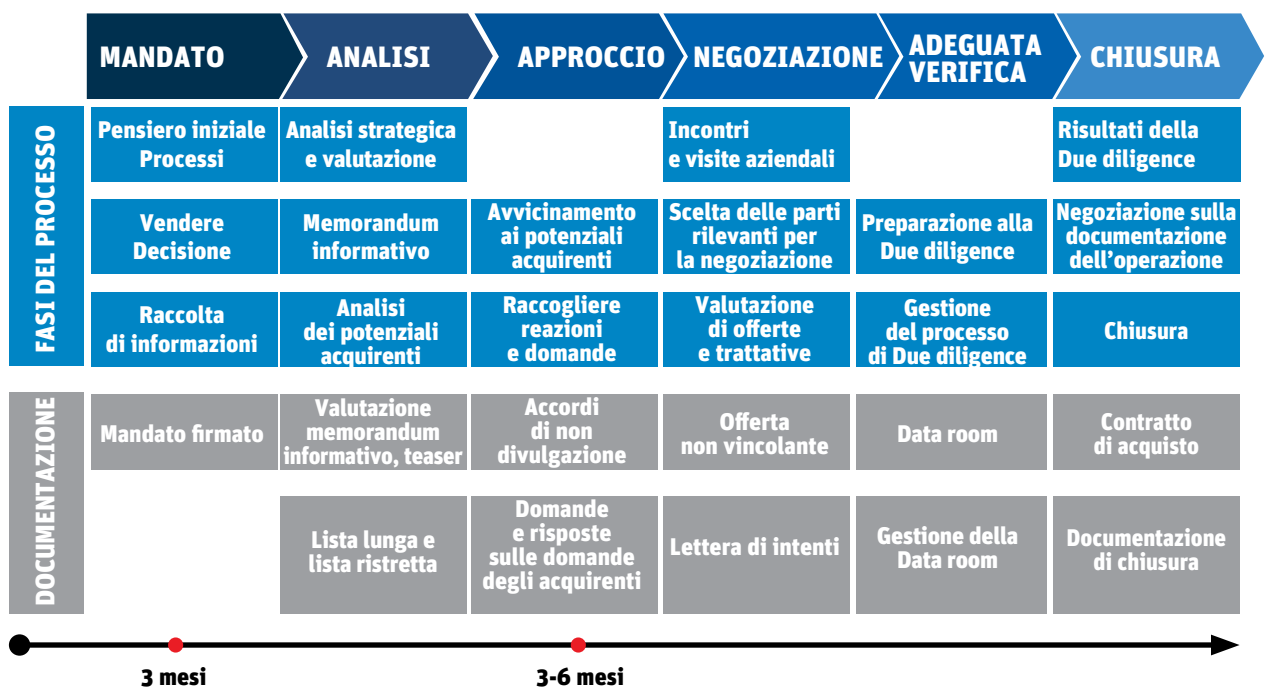 MANDATO
ANALISI
APPROCCIO
NEGOZIAZIONE
ADEGUATA
VERIFICA
CHIUSURA
FASI DEL PROCESSO
Pensiero iniziale
Processi
Analisi strategica
e valutazione
Incontri
e visite aziendali
Risultati della
Due diligence
Vendere
Decisione
Memorandum
informativo
Avvicinamento
ai potenziali
acquirenti
Scelta delle parti
rilevanti per
la negoziazione
Preparazione alla
Due diligence
Negoziazione sulla
documentazione
dell'operazione
Raccolta
di informazioni
Analisi
dei potenziali
acquirenti
Raccogliere
reazioni
e domande
Valutazione
di offerte
e trattative
Gestione
del processo
di Due diligence
Chiusura
DOCUMENTAZIONE
Mandato firmato
Valutazione
memorandum
informativo, teaser
Accordi
di non
divulgazione
Offerta
non vincolante
Data room
Contratto
di acquisto
Lista lunga e
lista ristretta
Domande
e risposte
sulle domande
degli acquirenti
Lettera di intenti
Gestione della
Data room
Documentazione
di chiusura
3 mesi
3-6 mesi